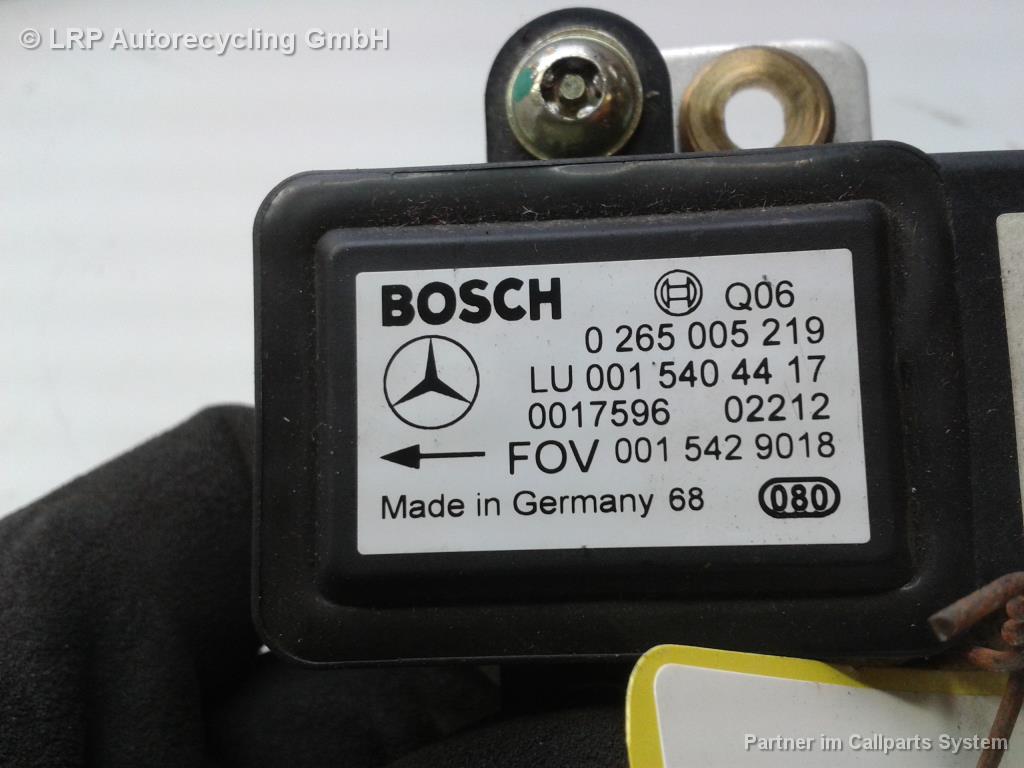 © LRP Autorecycling GmbH
BOSCH Q06
0 265 005 219
LU 001 540 44 17
0017596 02212
FOV 001 542 9018
Made in Germany 68 080
Partner im Callparts System